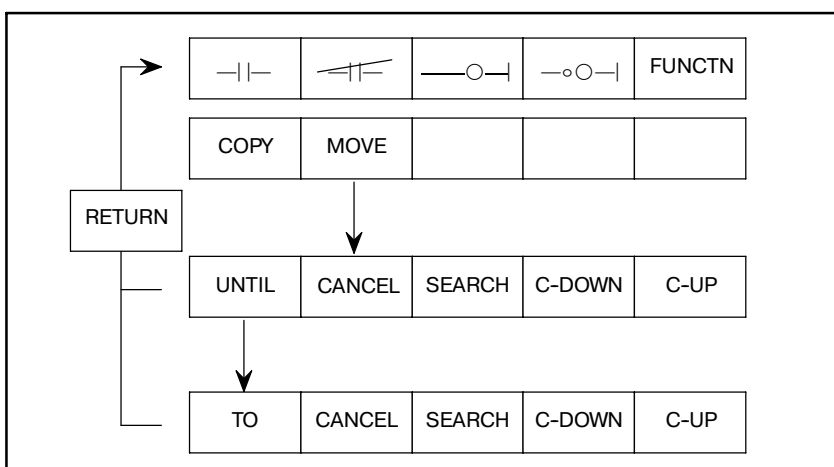 FUNCTN
COPY MOVE
RETURN
UNTIL CANCEL SEARCH C-DOWN C-UP
TO CANCEL SEARCH C-DOWN C-UP